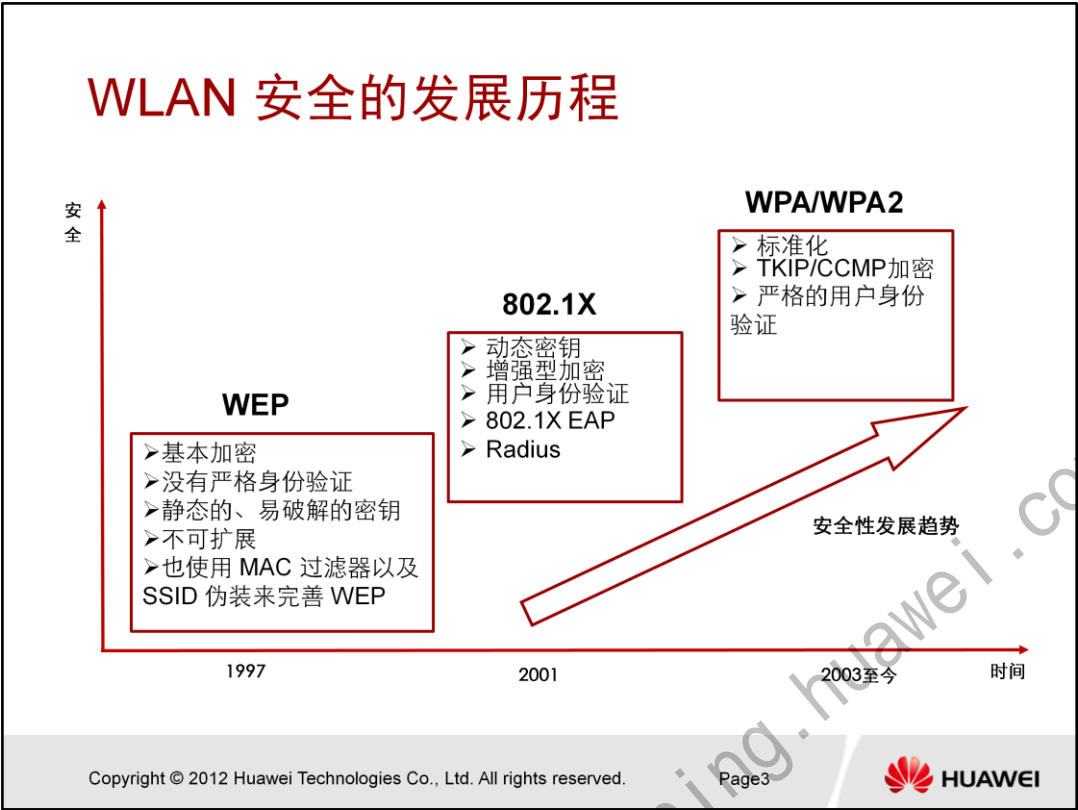 WLAN 安全的发展历程
安
全
WPA/WPA2
➢ 标准化
➢ TKIP/CCMP加密
➢ 严格的用户身份
验证
802.1X
➢ 动态密钥
➢ 增强型加密
➢ 用户身份验证
➢ 802.1X EAP
➢ Radius
WEP
➢基本加密
➢没有严格身份验证
➢静态的、易破解的密钥
➢不可扩展
➢也使用 MAC 过滤器以及
SSID 伪装来完善 WEP
安全性发展趋势
1997
2001
2003至今
时间
Copyright © 2012 Huawei Technologies Co., Ltd. All rights reserved.
Page3
HUAWEI
ing.huawei.co